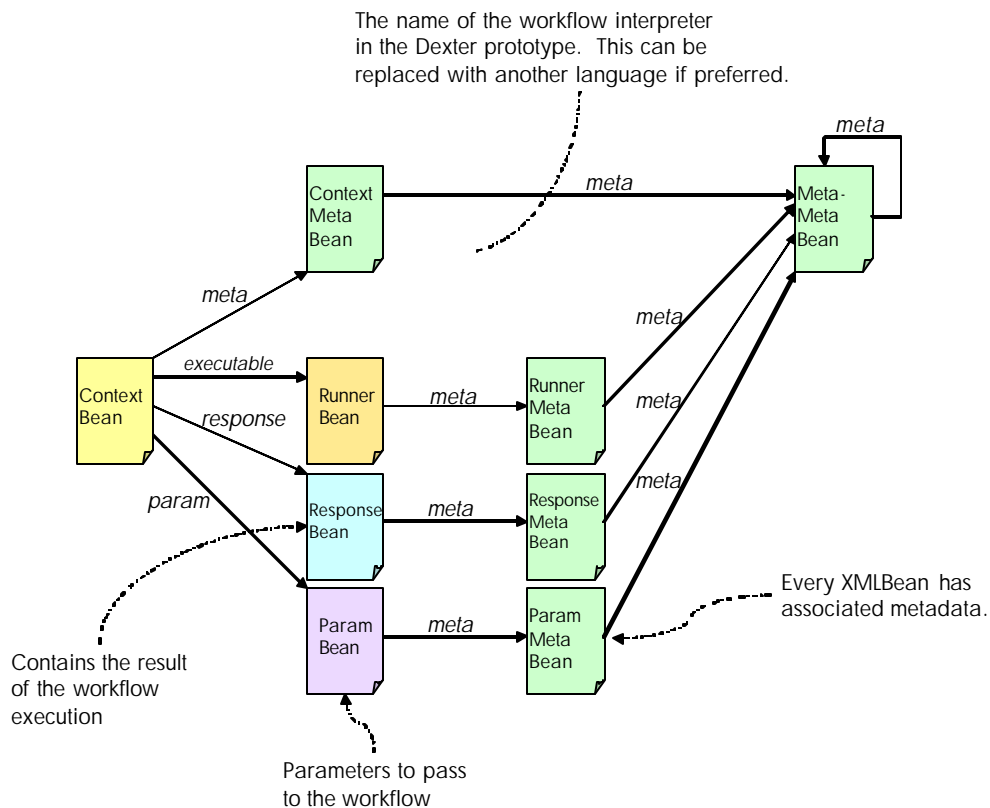 The name of the workflow interpreter
in the Dexter prototype. This can be
replaced with another language if preferred.
meta
Context
Meta
Bean
meta
Meta-
Meta
Bean
meta
meta
executable
Context
Bean
Runner
Bean
meta
Runner
Meta
Bean
meta
response
param
Response
Bean
meta
Response
Meta
Bean
meta
Param
Bean
meta
Param
Meta
Bean
Every XMLBean has
associated metadata.
Contains the result
of the workflow
execution
Parameters to pass
to the workflow